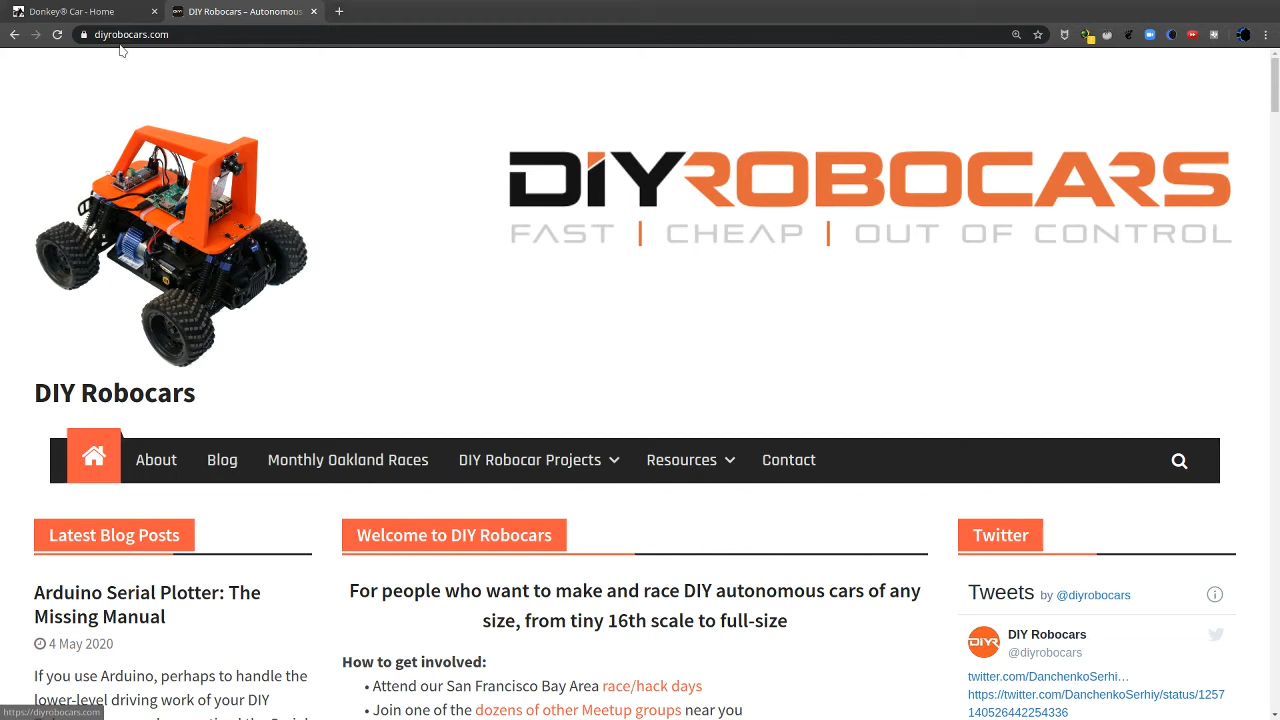 Donkey® Car - Home
DIY Robocars – Autonomous
diyrobocars.com
DIYROBOCARS
FAST | CHEAP | OUT OF CONTROL
DIY Robocars
About
Blog
Monthly Oakland Races
DIY Robocar Projects
Resources
Contact
Latest Blog Posts
Arduino Serial Plotter: The
Missing Manual
4 May 2020
If you use Arduino, perhaps to handle the
lower-level driving work of your DIY
Welcome to DIY Robocars
For people who want to make and race DIY autonomous cars of any
size, from tiny 16th scale to full-size
How to get involved:
• Attend our San Francisco Bay Area race/hack days
• Join one of the dozens of other Meetup groups near you
Twitter
Tweets by @diyrobocars
DIYR
DIY Robocars
@diyrobocars
twitter.com/DanchenkoSerhi…
https://twitter.com/DanchenkoSerhiy/status/1257
140526442254336
https://diyrobocars.com